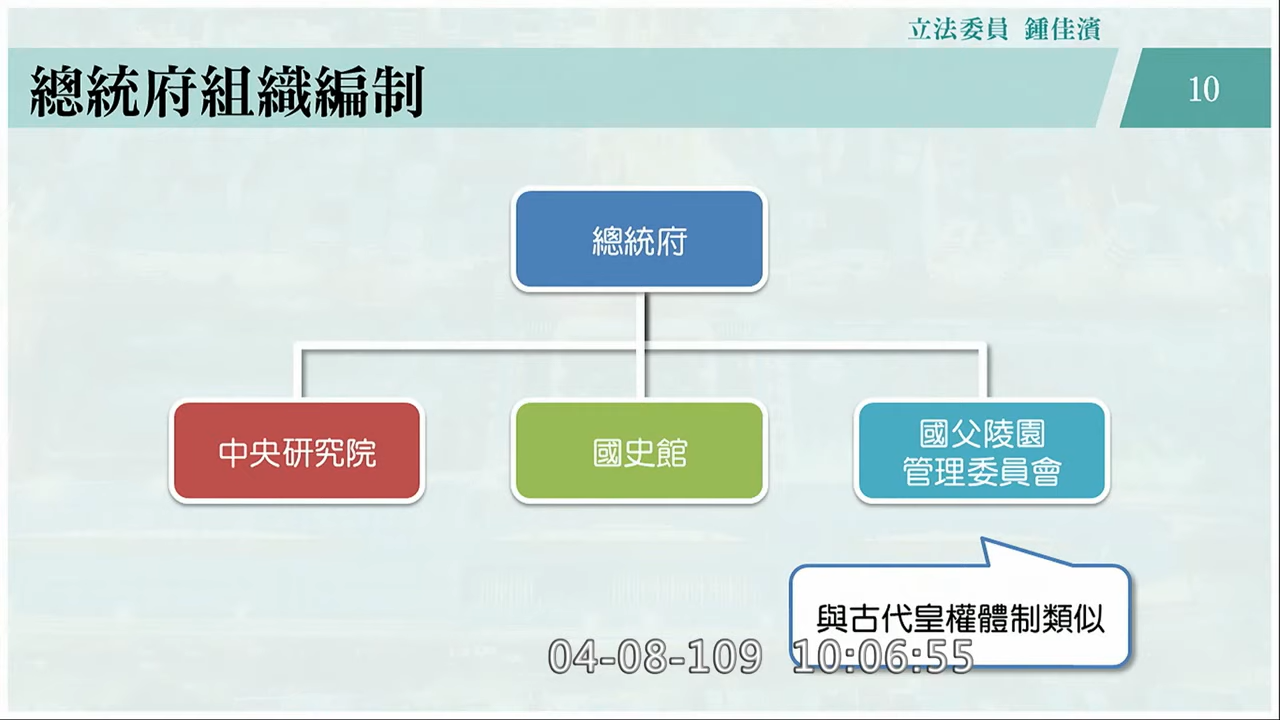 立法委員 鍾佳濱
總統府組織編制
10
總統府
中央研究院
國史館
國父陵園
管理委員會
與古代皇權體制類似
04-08-109 10:06:55